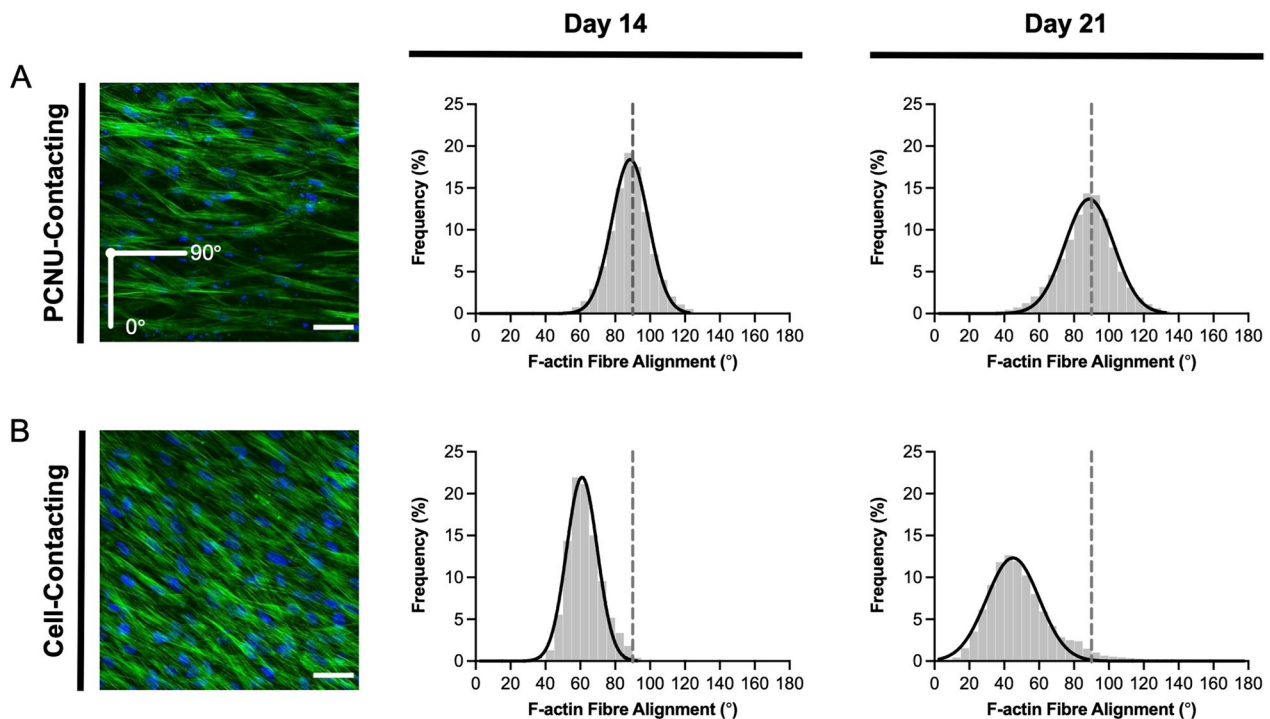 Day 14
Day 21
A
PCNU-Contacting
90°
0°
Frequency (%)
25
20
15
10
5
0
0 20 40 60 80 100 120 140 160 180
F-actin Fibre Alignment (°)
Frequency (%)
25
20
15
10
5
0
0 20 40 60 80 100 120 140 160 180
F-actin Fibre Alignment (°)
B
Cell-Contacting
Frequency (%)
25
20
15
10
5
0
0 20 40 60 80 100 120 140 160 180
F-actin Fibre Alignment (°)
Frequency (%)
25
20
15
10
5
0
0 20 40 60 80 100 120 140 160 180
F-actin Fibre Alignment (°)